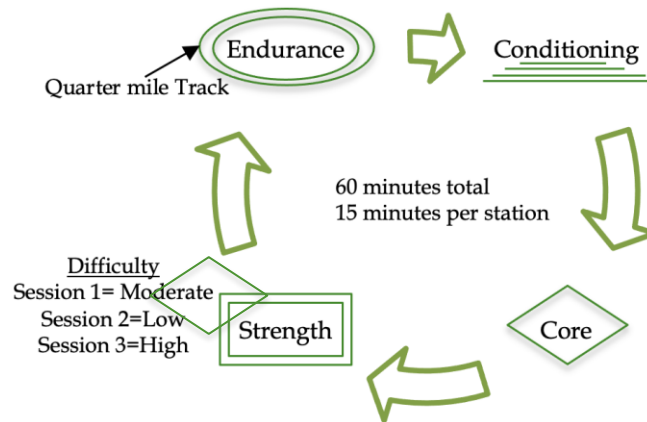 Endurance
Conditioning
Quarter mile Track
60 minutes total
15 minutes per station
Difficulty
Session 1= Moderate
Session 2=Low
Session 3=High
Strength
Core